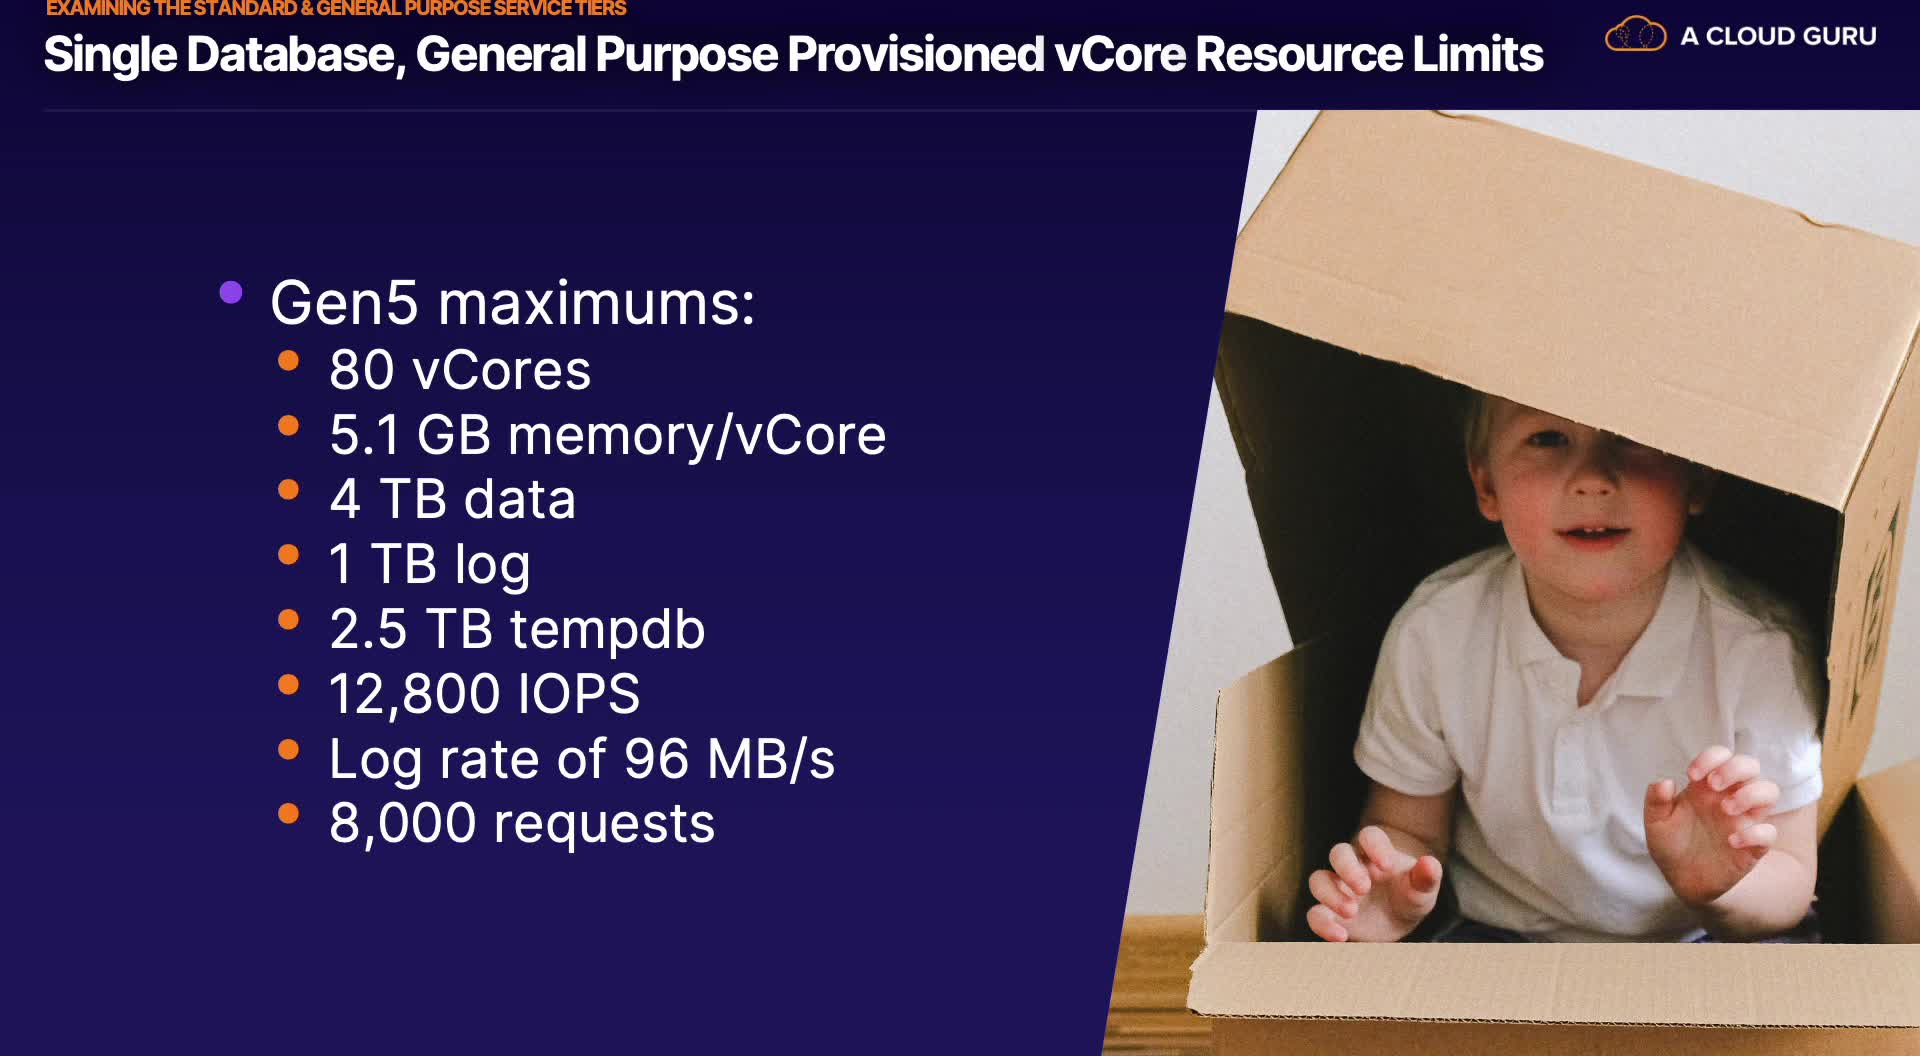 EXAMINING THE STANDARD & GENERAL PURPOSE SERVICE TIERS
Single Database, General Purpose Provisioned vCore Resource Limits
A CLOUD GURU
Gen5 maximums:
80 vCores
5.1 GB memory/vCore
4 TB data
1 TB log
2.5 TB tempdb
12,800 IOPS
Log rate of 96 MB/s
8,000 requests